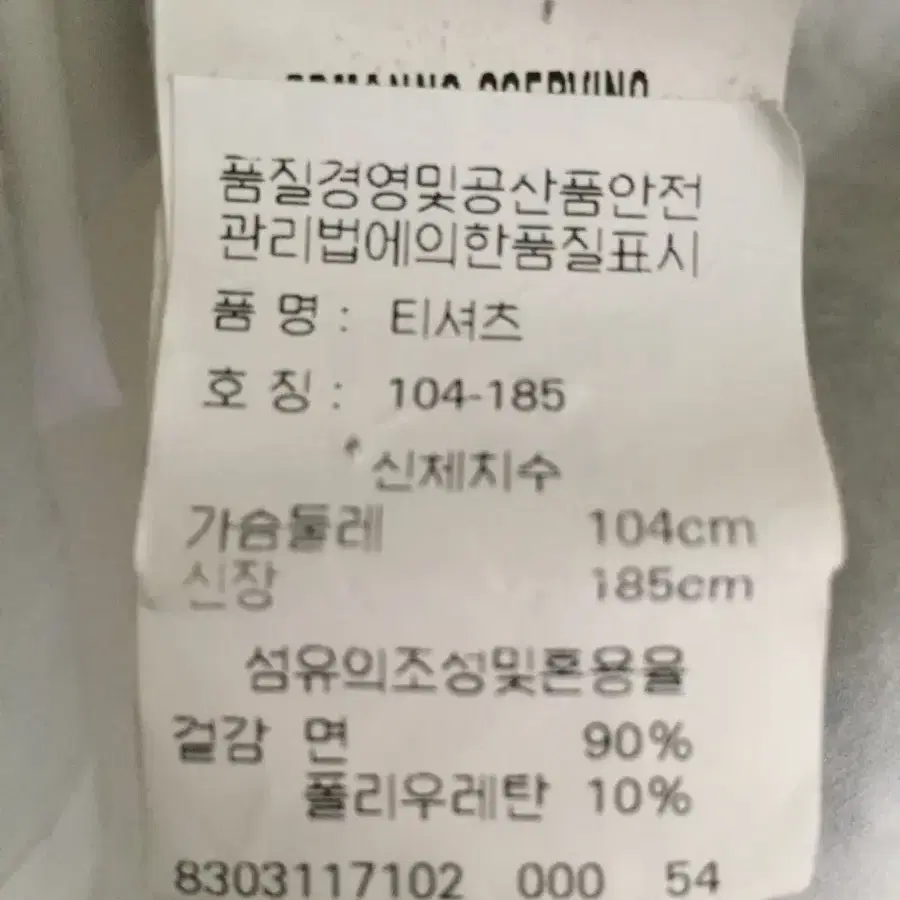 ERMANNO SCERVINO
품질경영및공산품안전
관리법에의한품질표시
품 명 : 티셔츠
호 칭 : 104-185
신체치수
가슴둘레 104cm
신장 185cm
섬유의조성및혼용율
겉감 면 90%
폴리우레탄 10%
8303117102 000 54